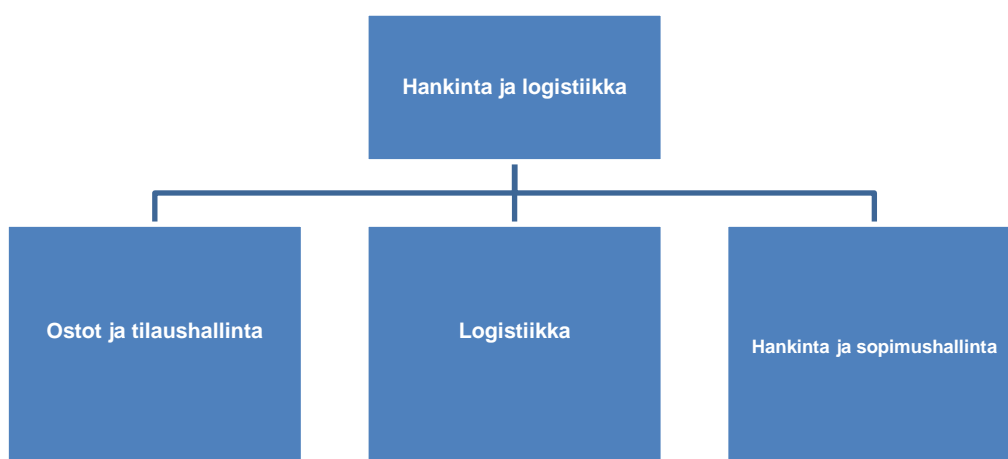 Hankinta ja logistiikka
Ostot ja tilaushallinta
Logistiikka
Hankinta ja sopimushallinta